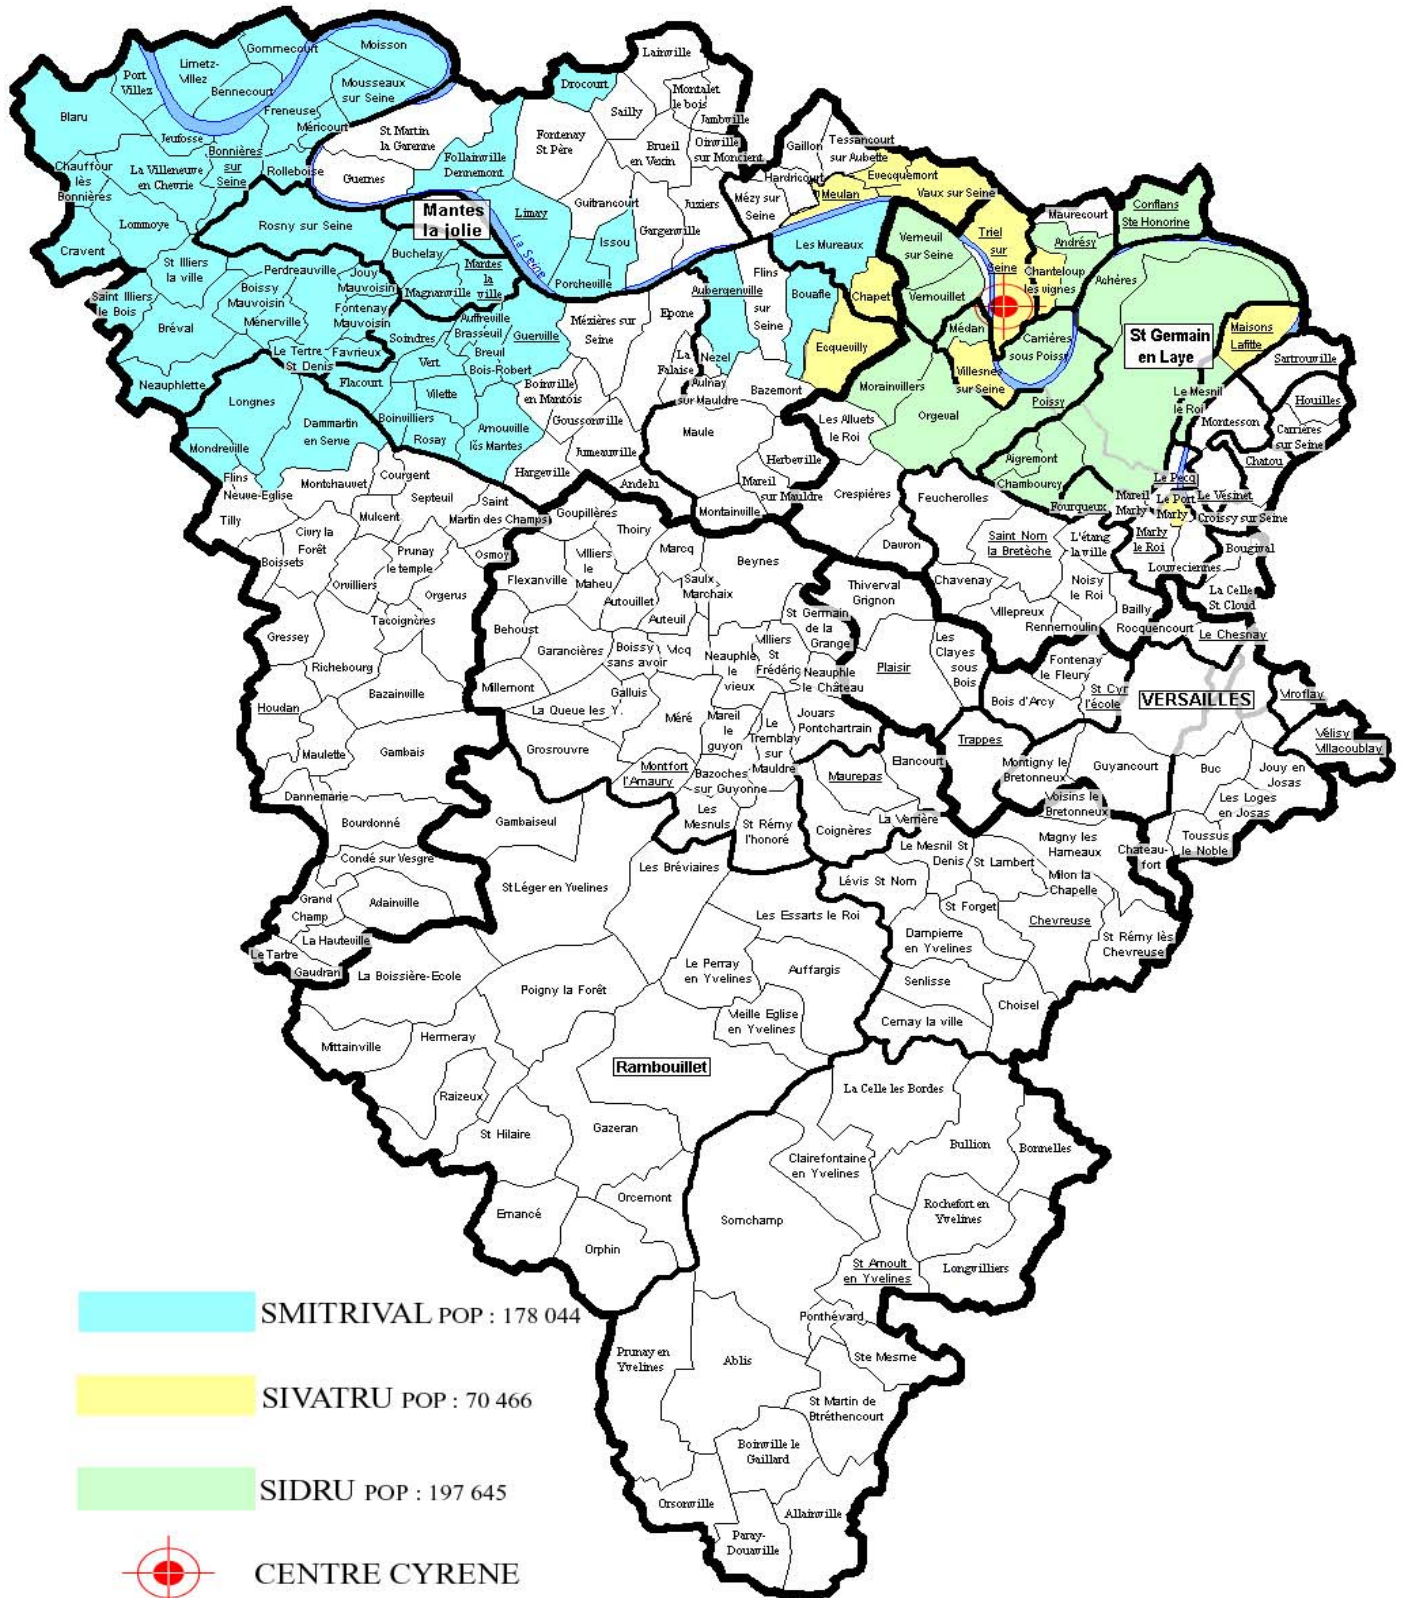 Lainville
Gommecourt
Moisson
Limetz-
Villez
Port
Villez
Bennecourt
Mousseaux
sur Seine
Drocourt
Montalet
le bois
Sailly
Jambville
Blaru
Freneuse
Jeufosse
Méricourt
St Martin
la Garenne
Fontenay
St Père
Brueil
en Vexin
Oinville
sur Moncient
Gaillon
Tessancourt
sur Aubette
Chauffour
lès
Bonnières
La Villeneuve
en Chevrie
Bonnières
sur
Seine
Rolleboise
Guernes
Follainville
Dennemont
Hardricourt
Evecquemont
Meulan
Vaux sur Seine
Mézy sur
Seine
Juziers
Guitrancourt
Gargenville
Limay
Mantes
la jolie
Issou
Porcheville
La Seine
Lommoye
Cravent
Rosny sur Seine
Buchelay
Mantes
la
ville
Magnanville
Les Mureaux
Verneuil
sur Seine
Triel
sur
Seine
Maurecourt
Andrésy
Conflans
Ste Honorine
Chanteloup
les vignes
Achères
St Illiers
la ville
Perdreauville
Jouy
Mauvoisin
Boissy
Mauvoisin
Ménerville
Fontenay
Mauvoisin
Saint Illiers
le Bois
Bréval
Le Tertre
St Denis
Favrieux
Neauphlette
Soindres
Auffreville
Brasseuil
Guerville
Vert
Breuil
Bois-Robert
Flacourt
Vilette
Boinvilliers
Rosay
Arnouville
lès Mantes
Mézières sur
Seine
Epone
Aubergenville
Flins
sur
Seine
Bouafle
Chapet
Vernouillet
Ecquevilly
Médan
Carrières
sous Poissy
Villesnes
sur Seine
Poissy
St Germain
en Laye
Maisons
Lafitte
Sartrouville
La
Falaise
Nezel
Aulnay
sur Mauldre
Bazemont
Morainvillers
Orgeval
Les Alluets
le Roi
Aigremont
Chambourcy
Fourqueux
Le Mesnil
le Roi
Houilles
Montesson
Carrières
sur Seine
Chatou
Le Pecq
Le Vésinet
Mareil
Marly
Le Port
Marly
Croissy sur Seine
Marly
le Roi
Bougival
Louveciennes
La Celle
St Cloud
Longnes
Dammartin
en Serve
Mondreville
Boinville
en Mantois
Goussonville
Jumeauville
Hargeville
Andelu
Maule
Herbeville
Mareil
sur Mauldre
Montainville
Crespières
Davron
Feucherolles
Saint Nom
la Bretèche
L'étang
la ville
Chavenay
Noisy
le Roi
Villepreux
Rennemoulin
Bailly
Rocquencourt
Le Chesnay
Flins
Neuve-Eglise
Montchauvet
Courgent
Septeuil
Saint
Martin des Champs
Tilly
Mulcent
Civry la
Forêt
Boissets
Prunay
le temple
Osmoy
Orvilliers
Orgerus
Tacoignères
Gressey
Richebourg
Bazainville
Houdan
Maulette
Gambais
Dannemarie
Bourdonné
Condé sur Vesgre
Grand
Champ
Adainville
La Hauteville
Le Tartre
Gaudran
Goupillères
Thoiry
Marcq
Beynes
Flexanville
Villiers
le
Maheu
Saulx
Marchaix
Autouillet
Auteuil
Behoust
Garancières
Boissy
sans avoir
Vicq
Neauphle
le
vieux
Villiers
St
Frédéric
St Germain
de la
Grange
Neauphle
le Château
Millemont
La Queue les Y.
Galluis
Méré
Mareil
le
guyon
Le
Tremblay
sur
Mauldre
Jouars
Pontchartrain
Grosrouvre
Montfort
l'Amaury
Bazoches
sur Guyonne
Les
Mesnuls
St Rémy
l'honoré
Thiverval
Grignon
Plaisir
Les
Clayes
sous
Bois
Fontenay
le Fleury
Bois d'Arcy
St Cyr
l'école
VERSAILLES
Viroflay
Vélisy
Villacoublay
Trappes
Montigny le
Bretonneux
Guyancourt
Buc
Jouy en
Josas
Les Loges
en Josas
Voisins le
Bretonneux
Toussus
le Noble
Chateau-
fort
Maurepas
Elancourt
La Verrière
Coignères
Le Mesnil St
Denis
St Lambert
Magny les
Hameaux
Milon la
Chapelle
Lévis St Nom
St Forget
Chevreuse
Dampierre
en Yvelines
St Rémy lès
Chevreuse
Senlisse
Choisel
Cernay la ville
Gambaiseul
St Léger en Yvelines
Les Bréviaires
Les Essarts le Roi
Le Perray
en Yvelines
Auffargis
Vieille Eglise
en Yvelines
La Boissière-Ecole
Poigny la Forêt
Mittainville
Hermeray
Raizeux
Rambouillet
St Hilaire
Gazeran
Emancé
Orcemont
Orphin
La Celle les Bordes
Bullion
Bonnelles
Clairefontaine
en Yvelines
Rochefort en
Yvelines
Sonchamp
St Arnoult
en Yvelines
Longvilliers
Ponthévard
Ste Mesme
Prunay en
Yvelines
Ablis
St Martin de
Btréthencourt
Boinville le
Gaillard
Orsonville
Allainville
Paray-
Douaville
SMITRIVAL POP : 178 044
SIVATRU POP : 70 466
SIDRU POP : 197 645
CENTRE CYRENE